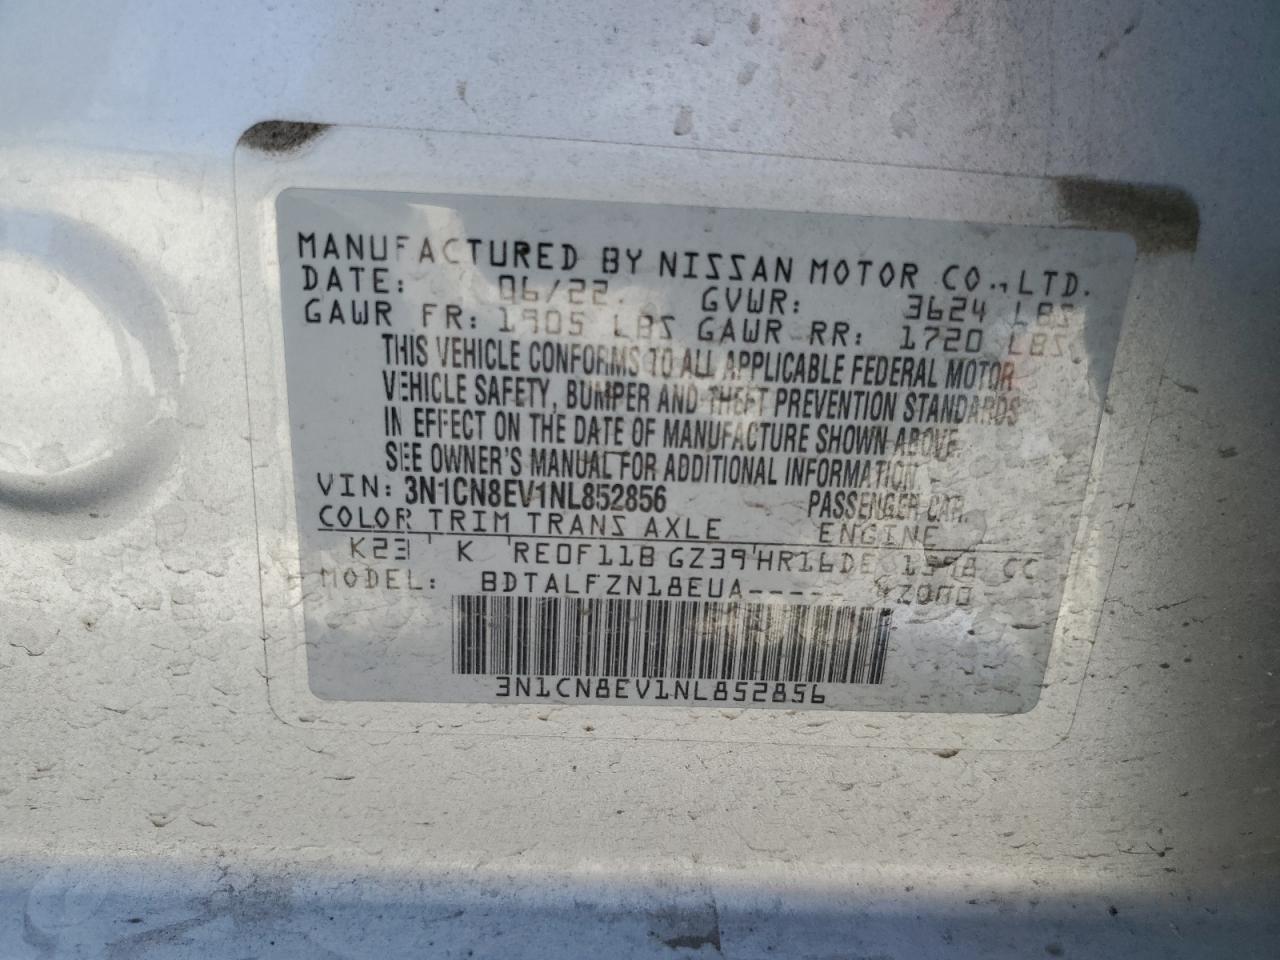 MANUFACTURED BY NISSAN MOTOR CO., LTD.
DATE: 06/22 GVWR: 3624 LBS
GAWR FR: 1905 LBS GAWR RR: 1720 LBS
THIS VEHICLE CONFORMS TO ALL APPLICABLE FEDERAL MOTOR
VEHICLE SAFETY, BUMPER AND THEFT PREVENTION STANDARDS
IN EFFECT ON THE DATE OF MANUFACTURE SHOWN ABOVE.
SEE OWNER'S MANUAL FOR ADDITIONAL INFORMATION.
VIN: 3N1CN8EV1NL852856 PASSENGER CAR.
COLOR TRIM TRANS AXLE ENGINE
K23 K RE0F11B GZ39 HR16DE 1598 CC
MODEL: BDTALFZN18EUA-----
3N1CN8EV1NL852856